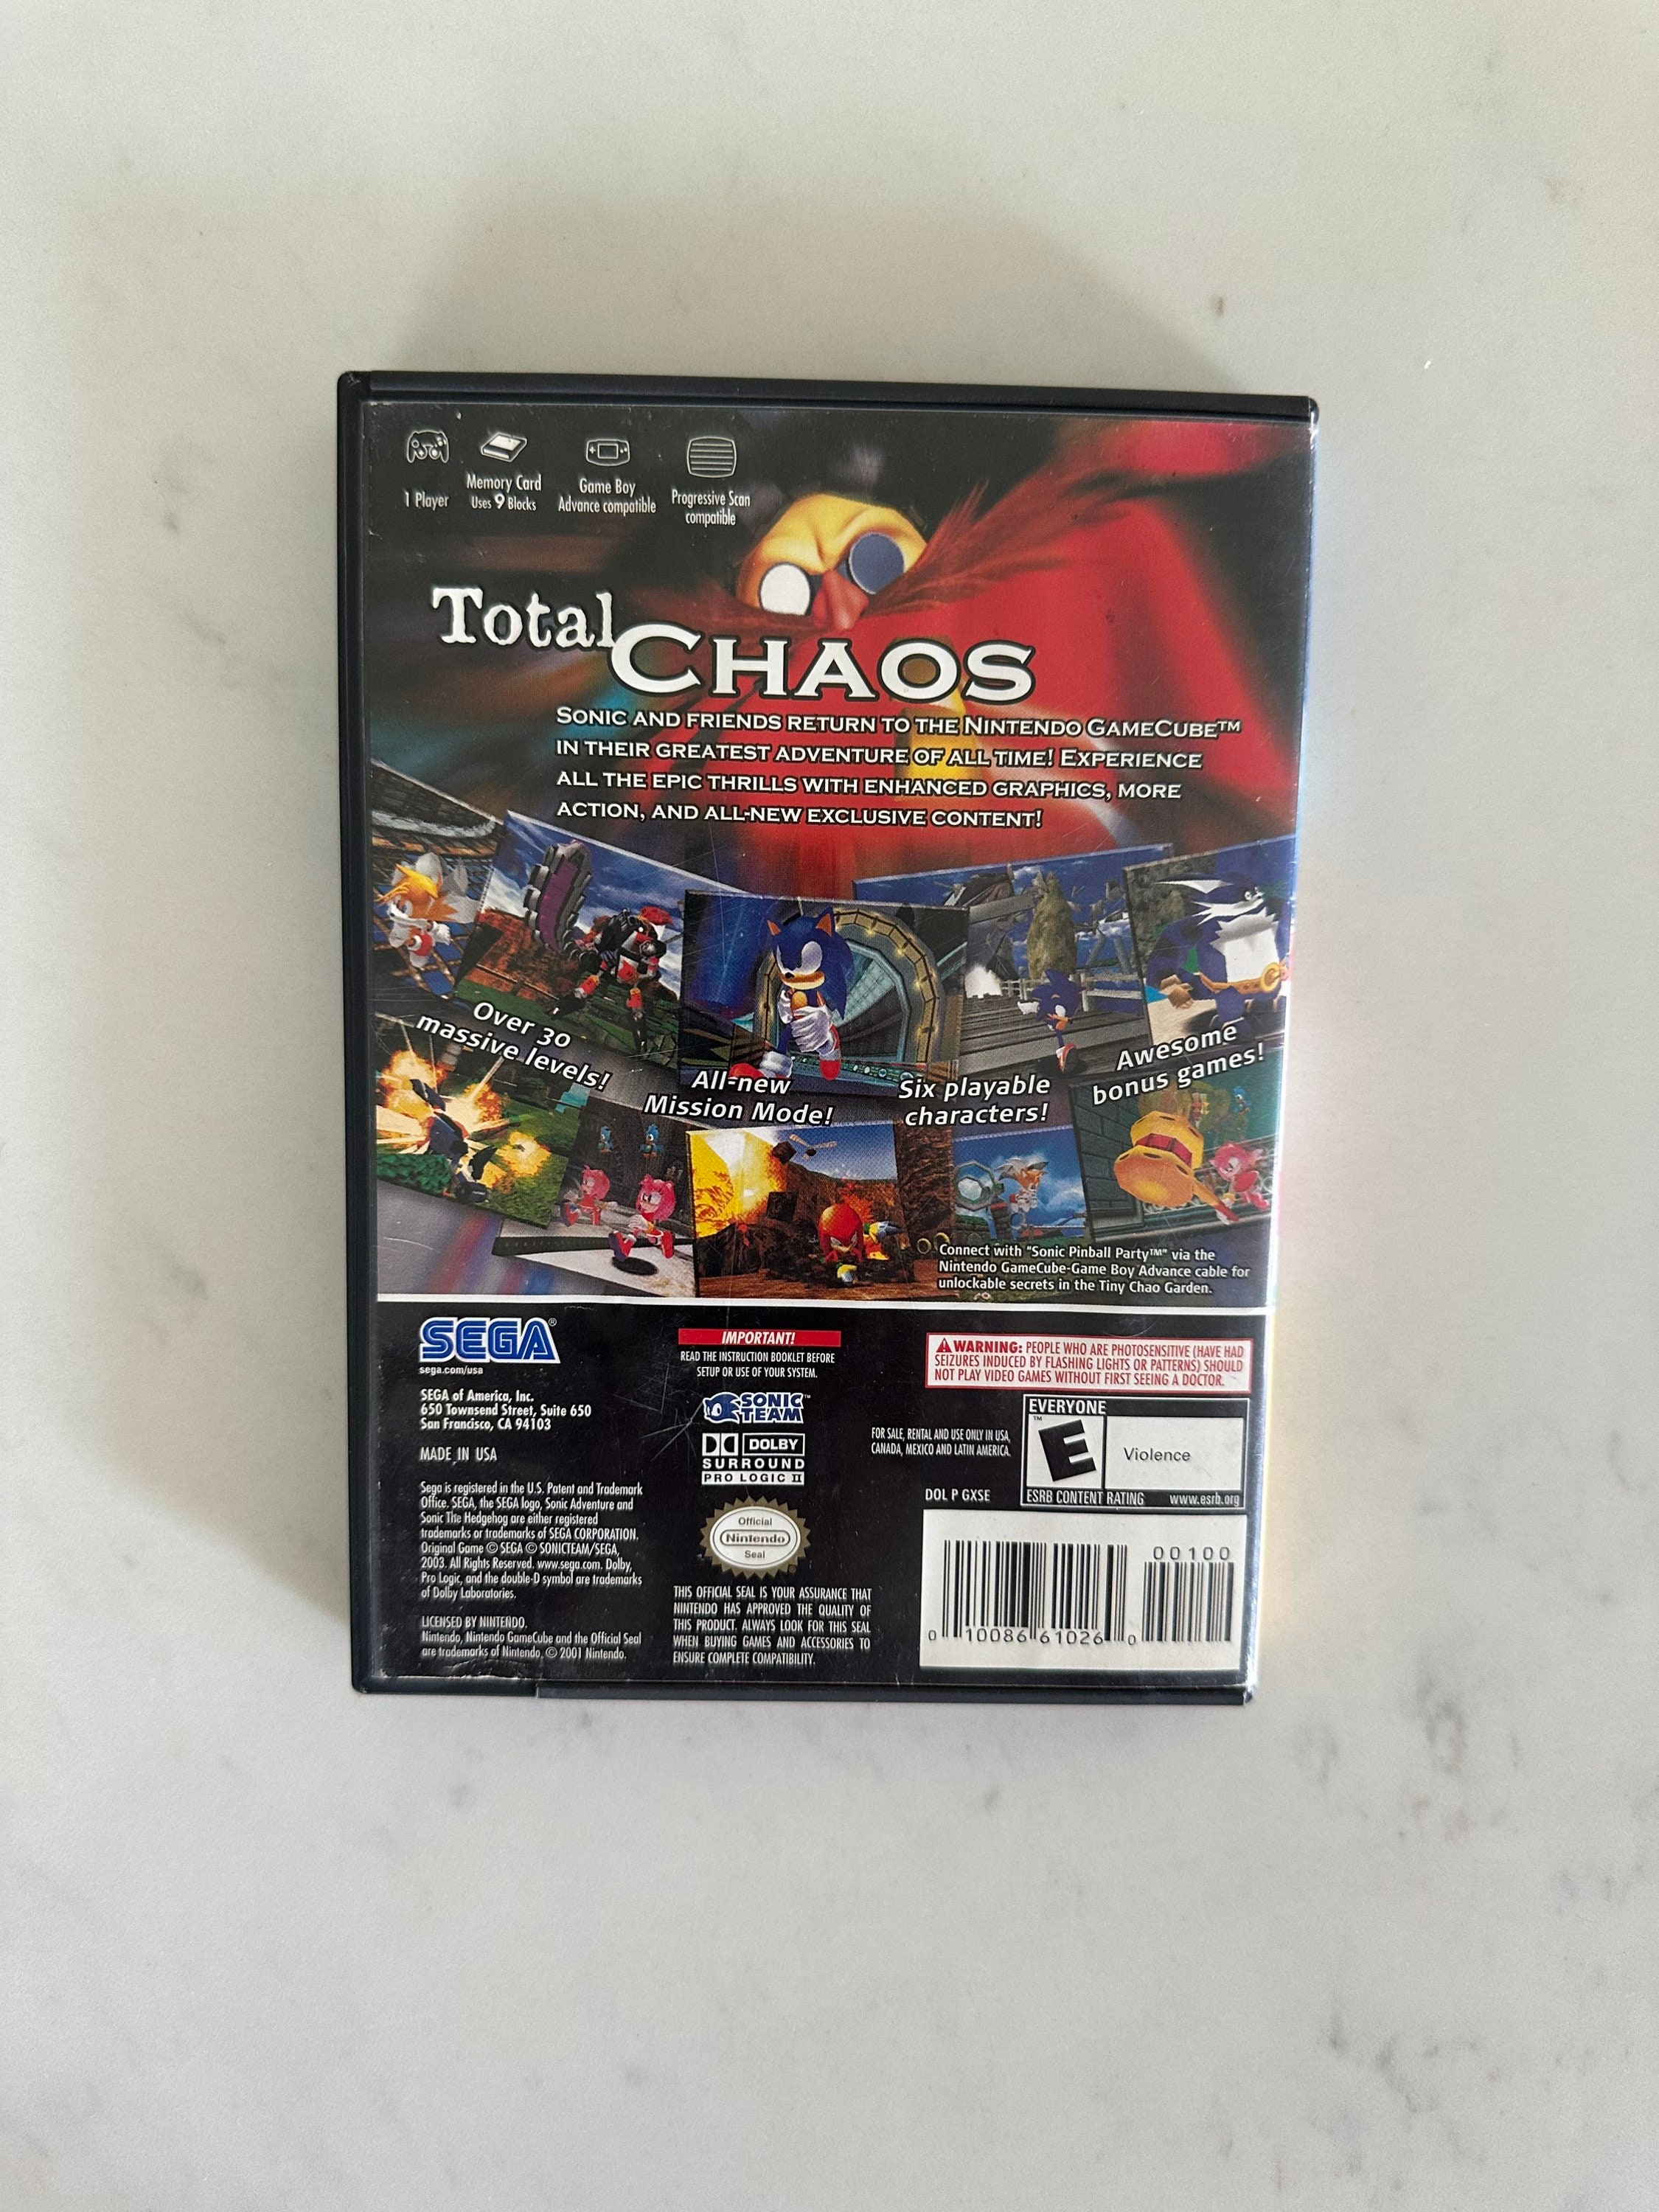 1 Player
Memory Card
Uses 9 Blocks
Game Boy
Advance compatible
Progressive Scan
compatible
Total
CHAOS
SONIC AND FRIENDS RETURN TO THE NINTENDO GAMECUBE™
IN THEIR GREATEST ADVENTURE OF ALL TIME! EXPERIENCE
ALL THE EPIC THRILLS WITH ENHANCED GRAPHICS, MORE
ACTION, AND ALL-NEW EXCLUSIVE CONTENT!
Over 30
massive levels!
All-new
Mission Mode!
Six playable
characters!
Awesome
bonus games!
Connect with "Sonic Pinball Party™" via the
Nintendo GameCube-Game Boy Advance cable for
unlockable secrets in the Tiny Chao Garden.
SEGA®
sega.com/usa
SEGA of America, Inc.
650 Townsend Street, Suite 650
San Francisco, CA 94103
MADE IN USA
Sega is registered in the U.S. Patent and Trademark
Office. SEGA, the SEGA logo, Sonic Adventure and
Sonic The Hedgehog are either registered
trademarks or trademarks of SEGA CORPORATION.
Original Game © SEGA © SONICTEAM/SEGA,
2003. All Rights Reserved. www.sega.com. Dolby,
Pro Logic, and the double-D symbol are trademarks
of Dolby Laboratories.
LICENSED BY NINTENDO.
Nintendo, Nintendo GameCube and the Official Seal
are trademarks of Nintendo. © 2001 Nintendo.
IMPORTANT!
READ THE INSTRUCTION BOOKLET BEFORE
SETUP OR USE OF YOUR SYSTEM.
SONIC
TEAM™
DOLBY
SURROUND
PRO LOGIC II
Official
Nintendo
Seal
®
THIS OFFICIAL SEAL IS YOUR ASSURANCE THAT
NINTENDO HAS APPROVED THE QUALITY OF
THIS PRODUCT. ALWAYS LOOK FOR THIS SEAL
WHEN BUYING GAMES AND ACCESSORIES TO
ENSURE COMPLETE COMPATIBILITY.
WARNING: PEOPLE WHO ARE PHOTOSENSITIVE (HAVE HAD
SEIZURES INDUCED BY FLASHING LIGHTS OR PATTERNS) SHOULD
NOT PLAY VIDEO GAMES WITHOUT FIRST SEEING A DOCTOR.
FOR SALE, RENTAL AND USE ONLY IN USA,
CANADA, MEXICO AND LATIN AMERICA.
DOL P GXSE
EVERYONE
™
E
Violence
ESRB CONTENT RATING www.esrb.org
00100
0 10086 61026 0